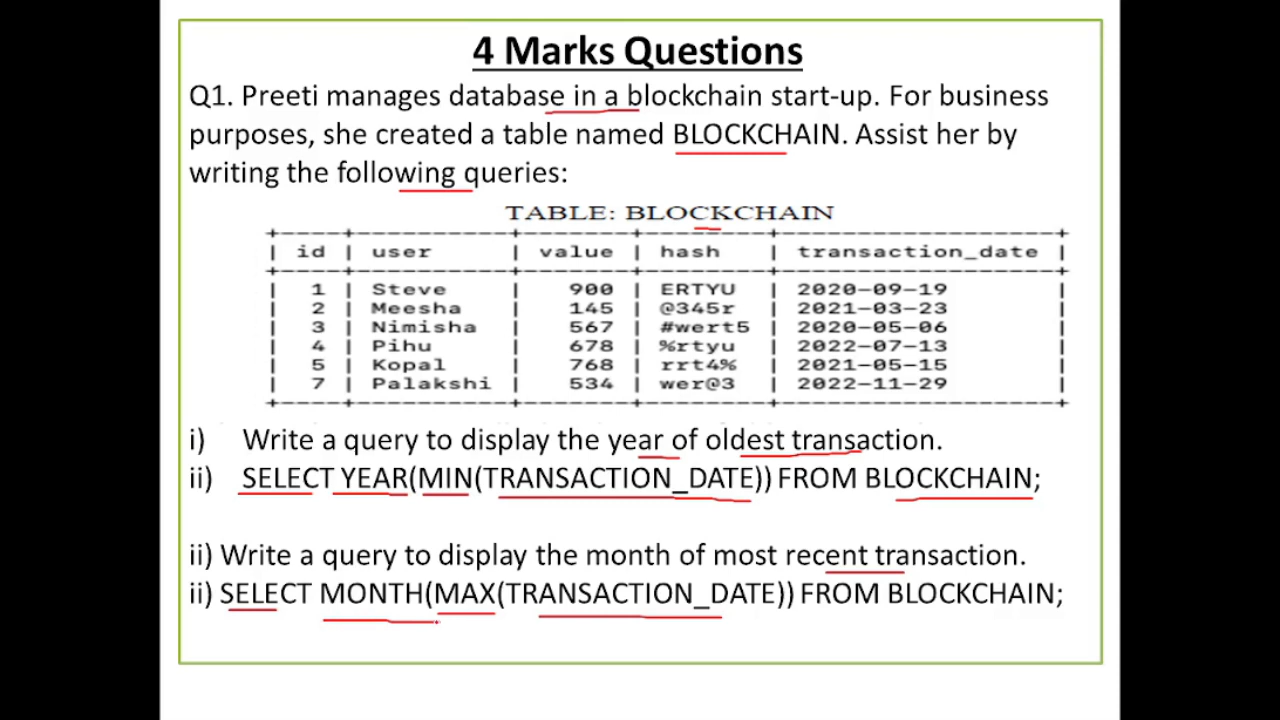 4 Marks Questions
Q1. Preeti manages database in a blockchain start-up. For business
purposes, she created a table named BLOCKCHAIN. Assist her by
writing the following queries:
TABLE: BLOCKCHAIN
| id | user | value | hash | transaction_date |
| 1 | Steve | 900 | ERTYU | 2020-09-19 |
| 2 | Meesha | 145 | @345r | 2021-03-23 |
| 3 | Nimisha | 567 | #wert5 | 2020-05-06 |
| 4 | Pihu | 678 | %rtyu | 2022-07-13 |
| 5 | Kopal | 768 | rrt4% | 2021-05-15 |
| 7 | Palakshi | 534 | wer@3 | 2022-11-29 |
i) Write a query to display the year of oldest transaction.
ii) SELECT YEAR(MIN(TRANSACTION_DATE)) FROM BLOCKCHAIN;
ii) Write a query to display the month of most recent transaction.
ii) SELECT MONTH(MAX(TRANSACTION_DATE)) FROM BLOCKCHAIN;